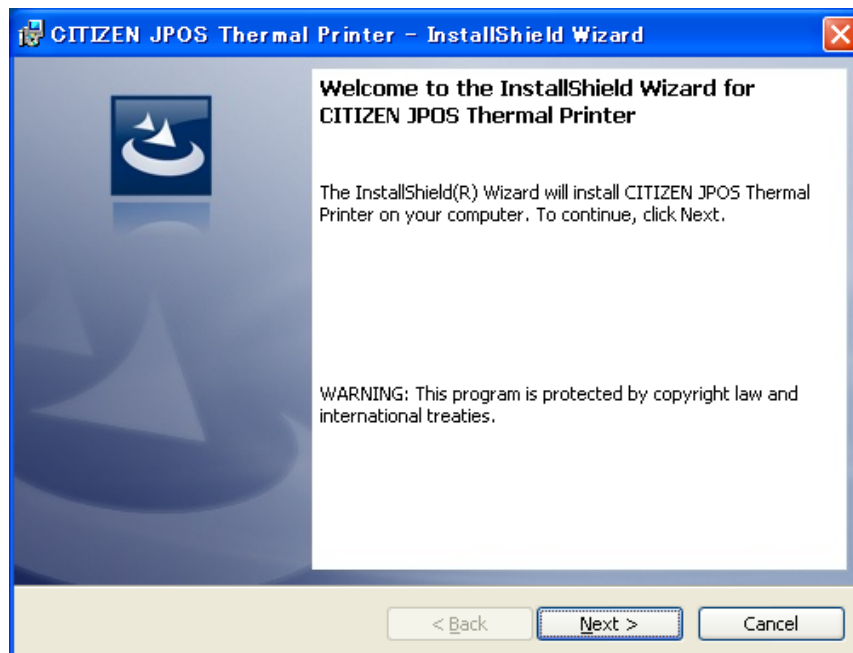 CITIZEN JPOS Thermal Printer - InstallShield Wizard
Welcome to the InstallShield Wizard for
CITIZEN JPOS Thermal Printer
The InstallShield(R) Wizard will install CITIZEN JPOS Thermal
Printer on your computer. To continue, click Next.
WARNING: This program is protected by copyright law and
international treaties.
< Back
Next >
Cancel